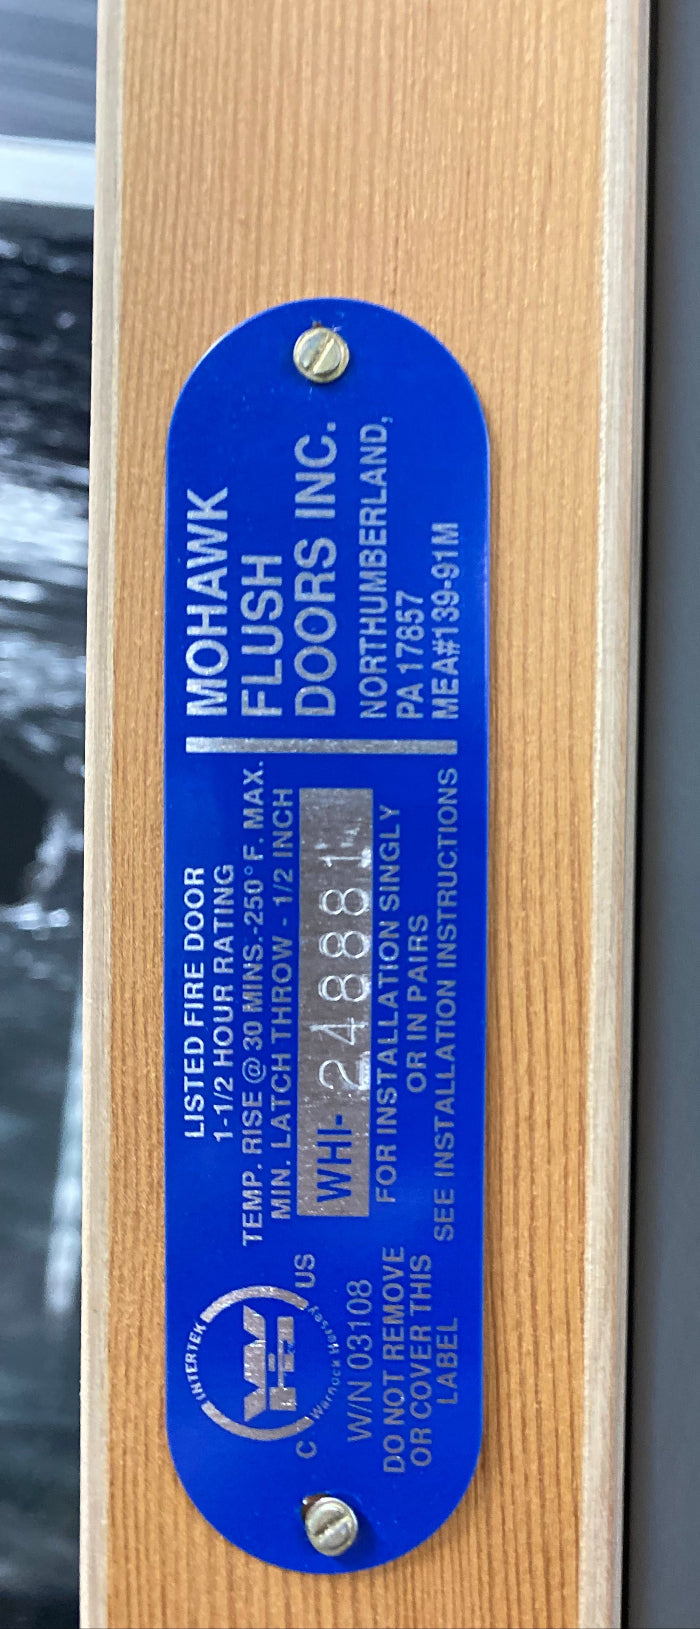 INTERTEK
WH
Warnock Hersey
C
US
W/N 03108
DO NOT REMOVE
OR COVER THIS
LABEL
LISTED FIRE DOOR
1-1/2 HOUR RATING
TEMP. RISE @ 30 MINS.-250°F. MAX.
MIN. LATCH THROW - 1/2 INCH
WHI- 248881
FOR INSTALLATION SINGLY
OR IN PAIRS
SEE INSTALLATION INSTRUCTIONS
MOHAWK
FLUSH
DOORS INC.
NORTHUMBERLAND,
PA 17857
MEA#139-91M